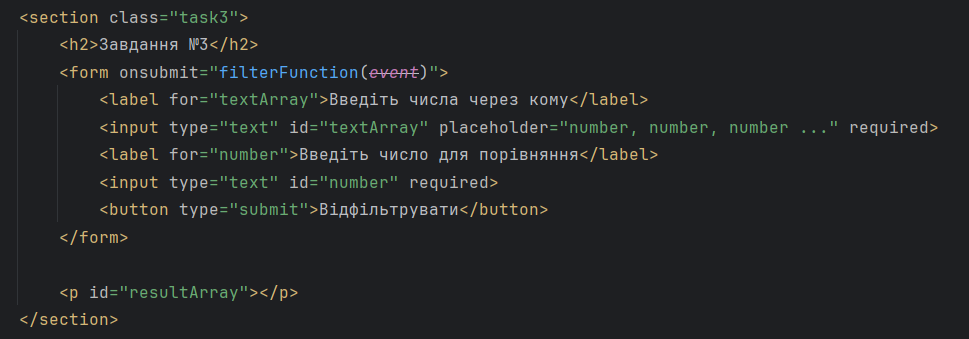 <section class="task3">
    <h2>Завдання №3</h2>
    <form onsubmit="filterFunction(event)">
        <label for="textArray">Введіть числа через кому</label>
        <input type="text" id="textArray" placeholder="number, number, number ..." required>
        <label for="number">Введіть число для порівняння</label>
        <input type="text" id="number" required>
        <button type="submit">Відфільтрувати</button>
    </form>

    <p id="resultArray"></p>
</section>